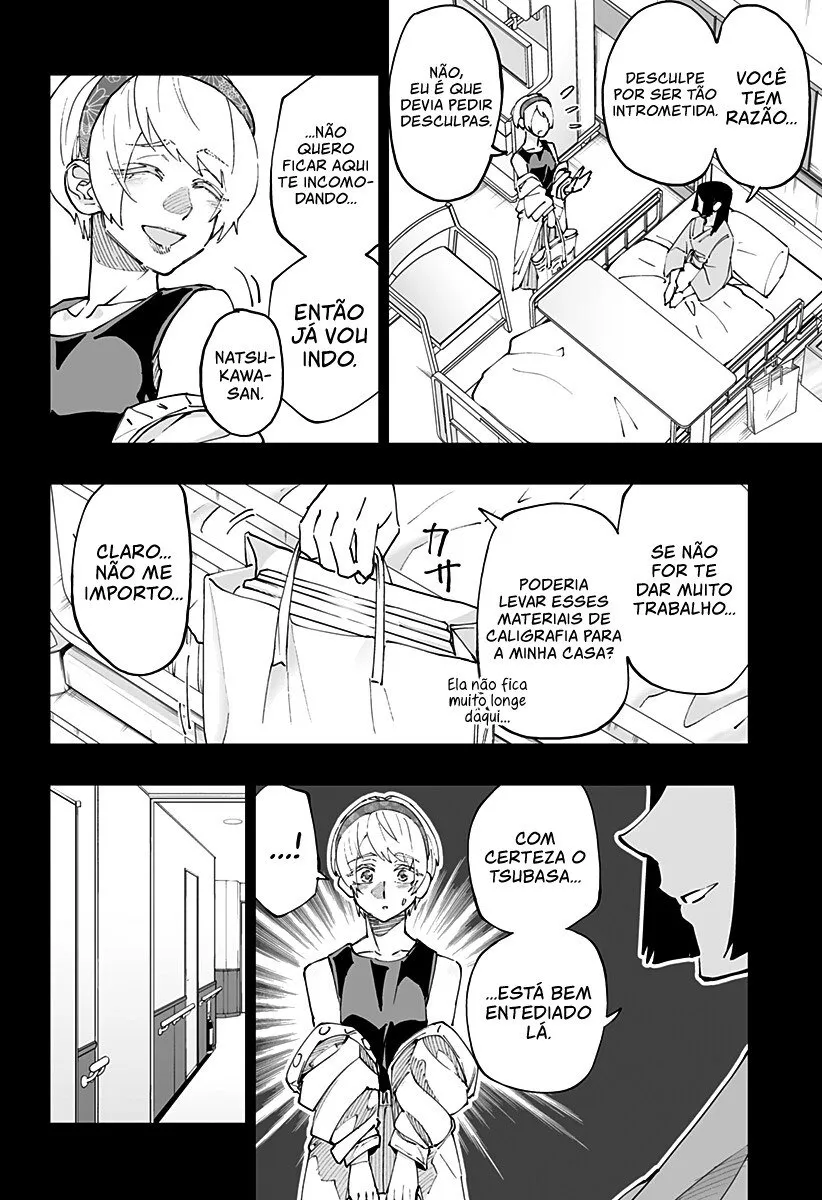 VOCÊ
TEM
RAZÃO...
DESCULPE
POR SER TÃO
INTROMETIDA.
NÃO,
EU É QUE
DEVIA PEDIR
DESCULPAS.
...NÃO
QUERO
FICAR AQUI
TE INCOMO-
DANDO...
ENTÃO
JÁ VOU
INDO.
NATSU-
KAWA-
SAN.
SE NÃO
FOR TE
DAR MUITO
TRABALHO...
PODERIA
LEVAR ESSES
MATERIAIS DE
CALIGRAFIA PARA
A MINHA CASA?
Ela não fica
muito longe
daqui...
カサ
CLARO...
NÃO ME
IMPORTO...
COM
CERTEZA O
TSUBASA...
...ESTÁ BEM
ENTEDIADO
LÁ.
....!